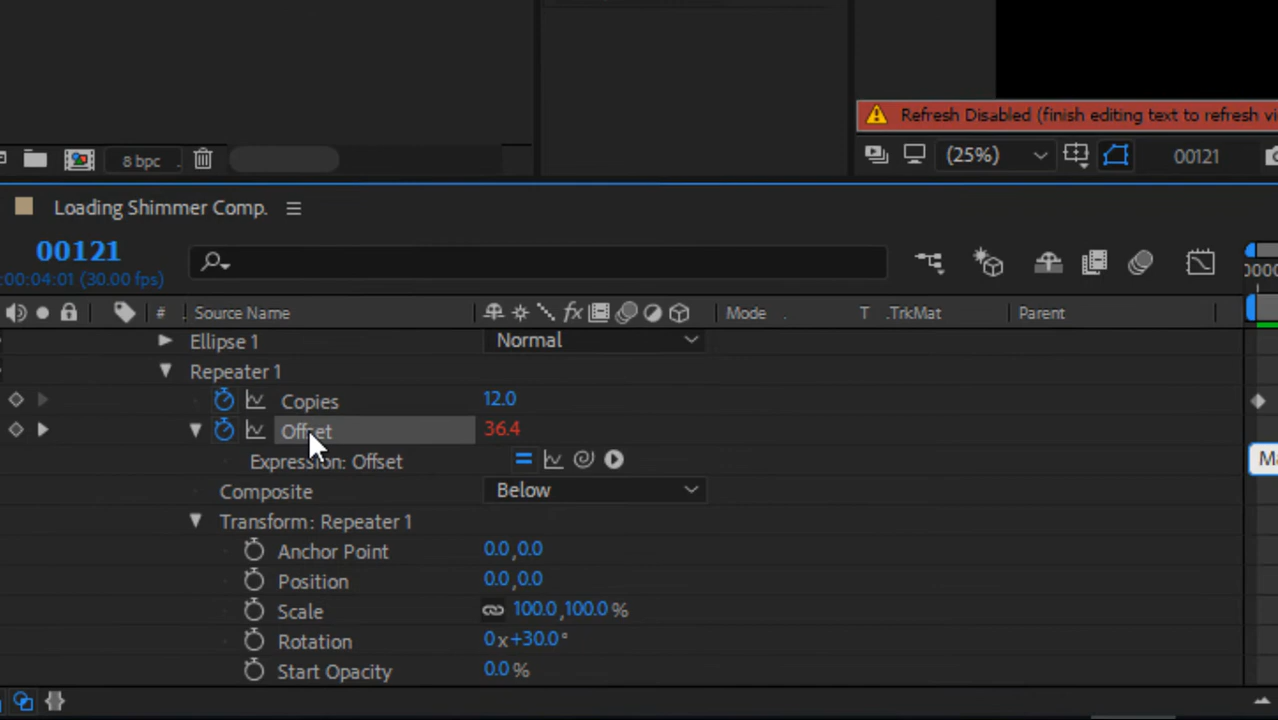 Refresh Disabled (finish editing text to refresh vi
8 bpc
(25%)
00121
Loading Shimmer Comp.
00121
:00:04:01 (30.00 fps)
# Source Name fx Mode T .TrkMat Parent
Ellipse 1 Normal
Repeater 1
Copies 12.0
Offset 36.4
Expression: Offset
Composite Below
Transform: Repeater 1
Anchor Point 0.0,0.0
Position 0.0,0.0
Scale 100.0,100.0 %
Rotation 0x+30.0°
Start Opacity 0.0 %